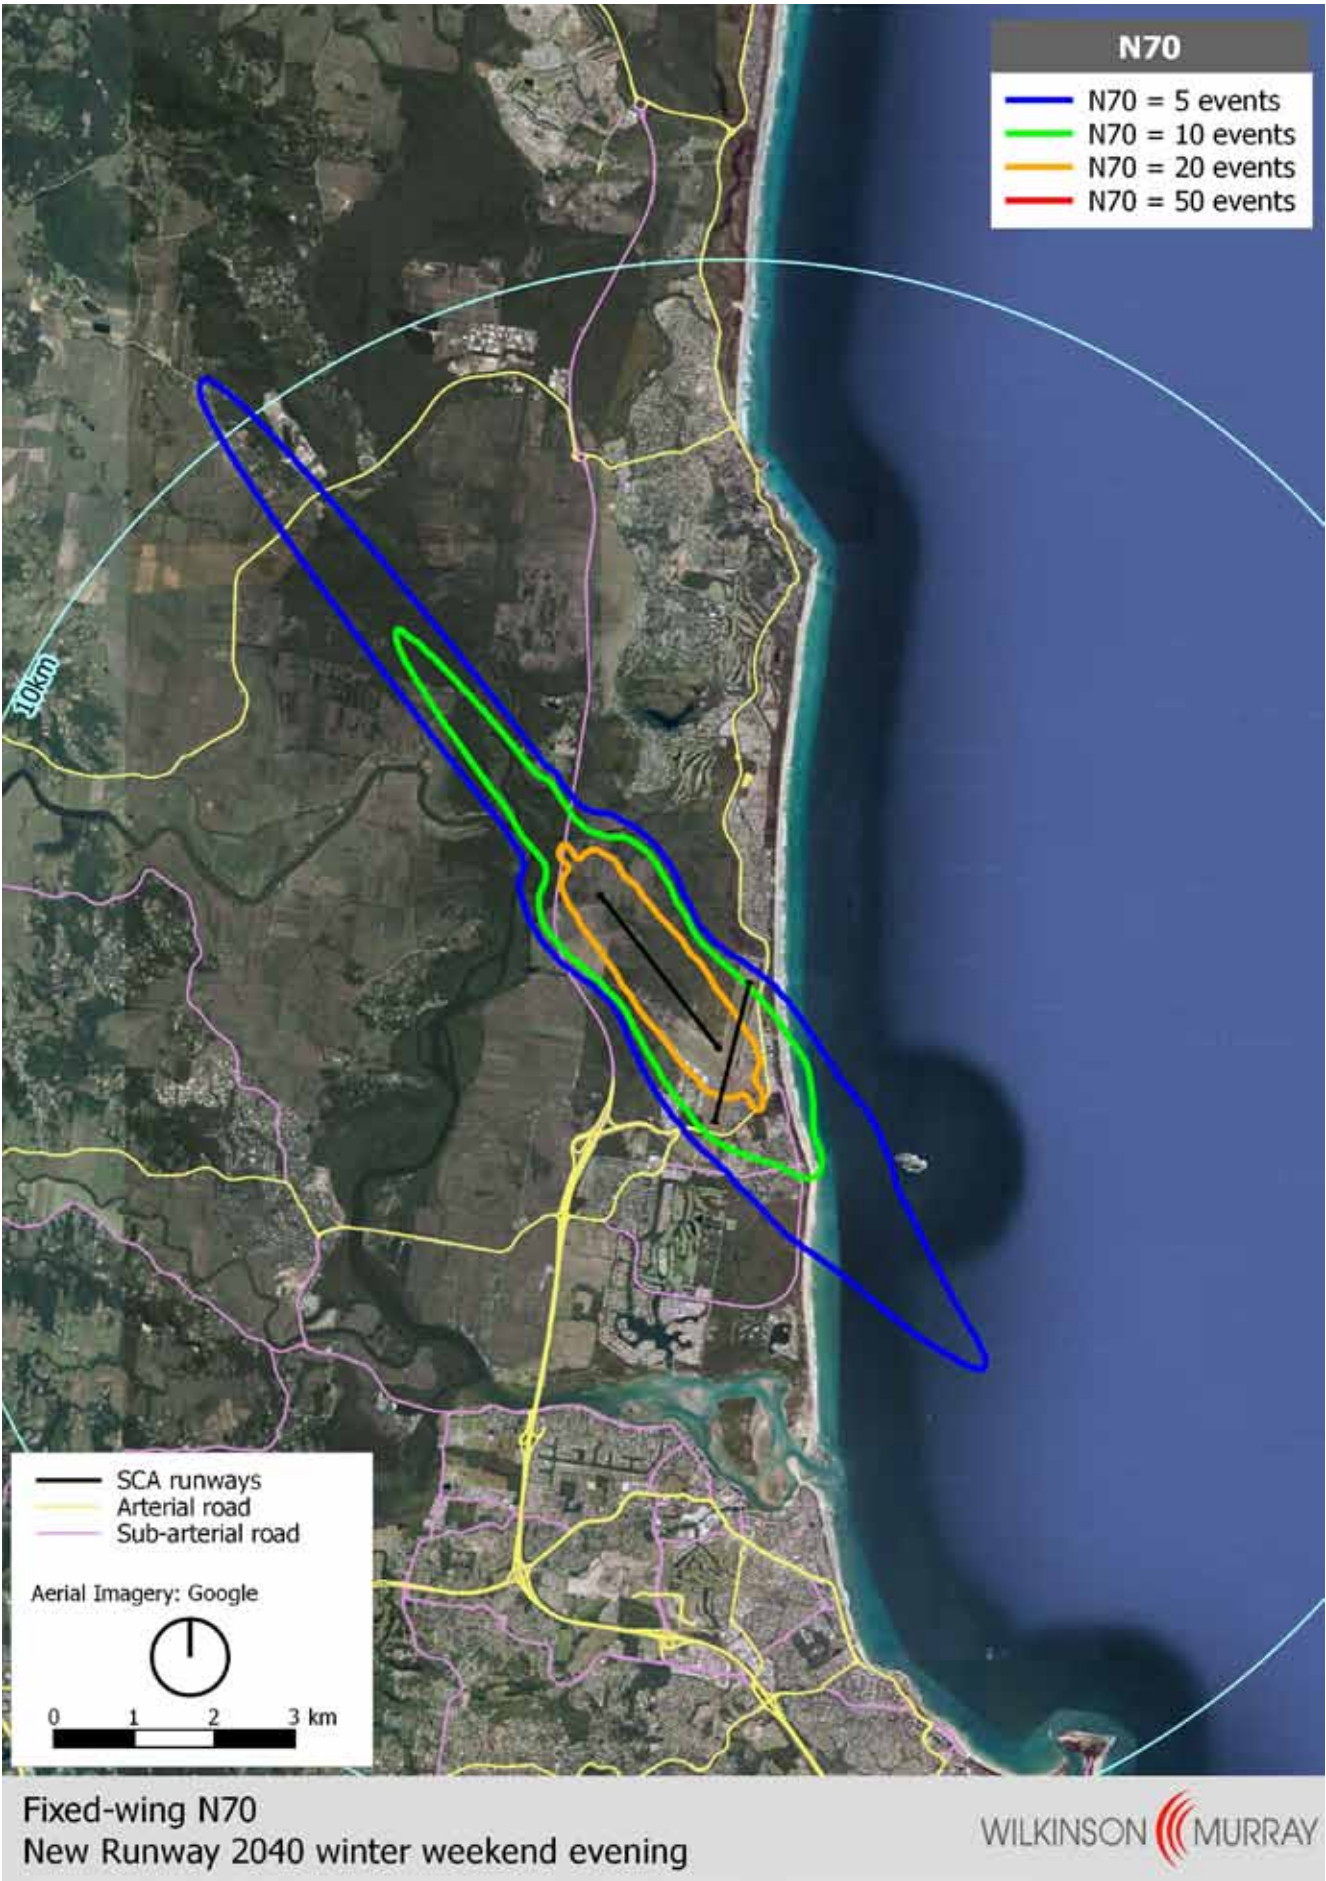 N70
N70 = 5 events
N70 = 10 events
N70 = 20 events
N70 = 50 events
10km
SCA runways
Arterial road
Sub-arterial road
Aerial Imagery: Google
0 1 2 3 km
Fixed-wing N70
New Runway 2040 winter weekend evening
WILKINSON MURRAY